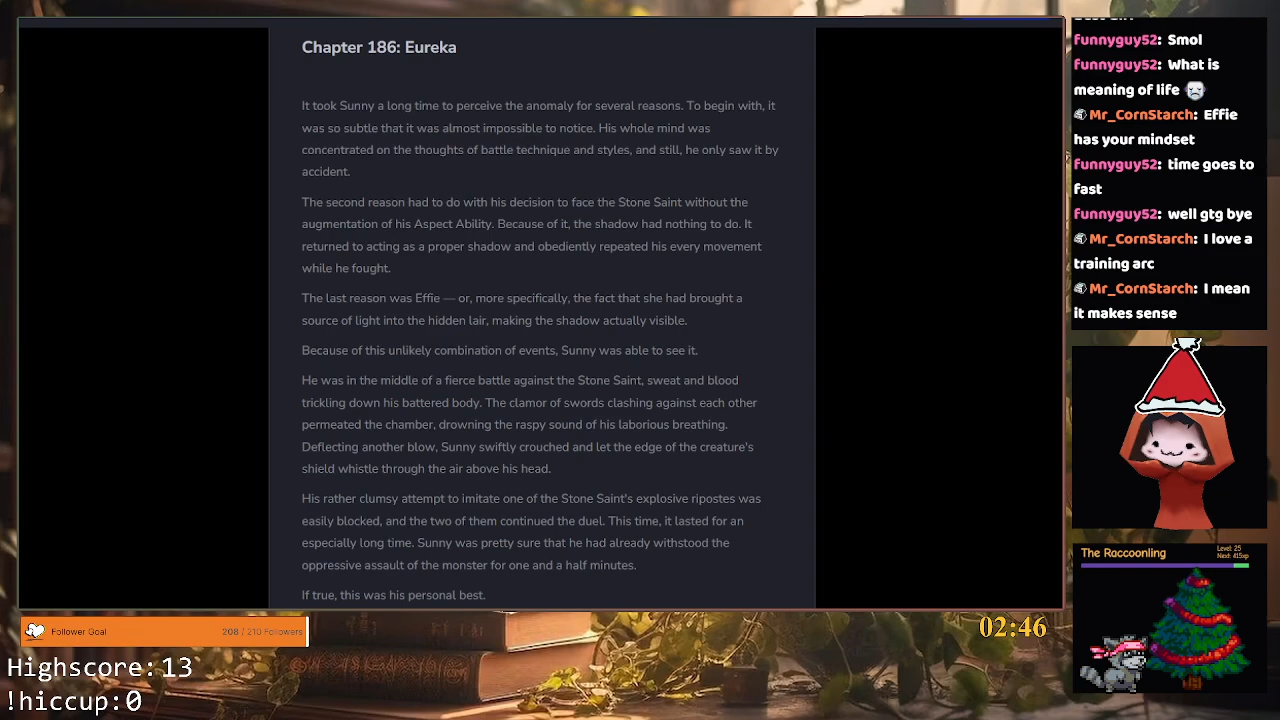 Chapter 186: Eureka
It took Sunny a long time to perceive the anomaly for several reasons. To begin with, it
was so subtle that it was almost impossible to notice. His whole mind was
concentrated on the thoughts of battle technique and styles, and still, he only saw it by
accident.
The second reason had to do with his decision to face the Stone Saint without the
augmentation of his Aspect Ability. Because of it, the shadow had nothing to do. It
returned to acting as a proper shadow and obediently repeated his every movement
while he fought.
The last reason was Effie — or, more specifically, the fact that she had brought a
source of light into the hidden lair, making the shadow actually visible.
Because of this unlikely combination of events, Sunny was able to see it.
He was in the middle of a fierce battle against the Stone Saint, sweat and blood
trickling down his battered body. The clamor of swords clashing against each other
permeated the chamber, drowning the raspy sound of his laborious breathing.
Deflecting another blow, Sunny swiftly crouched and let the edge of the creature's
shield whistle through the air above his head.
His rather clumsy attempt to imitate one of the Stone Saint's explosive ripostes was
easily blocked, and the two of them continued the duel. This time, it lasted for an
especially long time. Sunny was pretty sure that he had already withstood the
oppressive assault of the monster for one and a half minutes.
If true, this was his personal best.
funnyguy52: Smol
funnyguy52: What is
meaning of life
Mr_CornStarch: Effie
has your mindset
funnyguy52: time goes to
fast
funnyguy52: well gtg bye
Mr_CornStarch: I love a
training arc
Mr_CornStarch: I mean
it makes sense
The Raccoonling
Level: 25
Next: 415xp
Follower Goal
208 / 210 Followers
02:46
Highscore:13
!hiccup:0